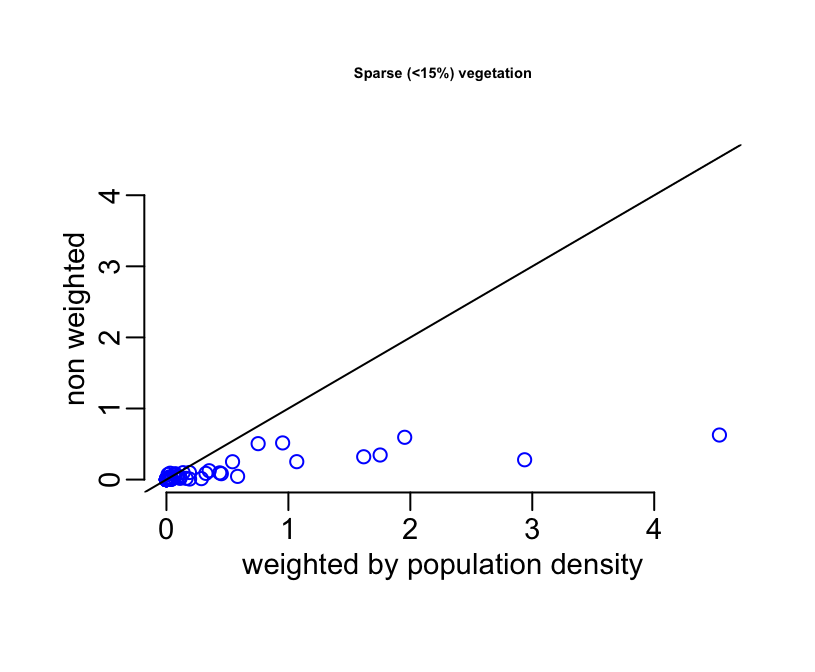 Sparse (<15%) vegetation
4
3
2
1
0
non weighted
0 1 2 3 4
weighted by population density